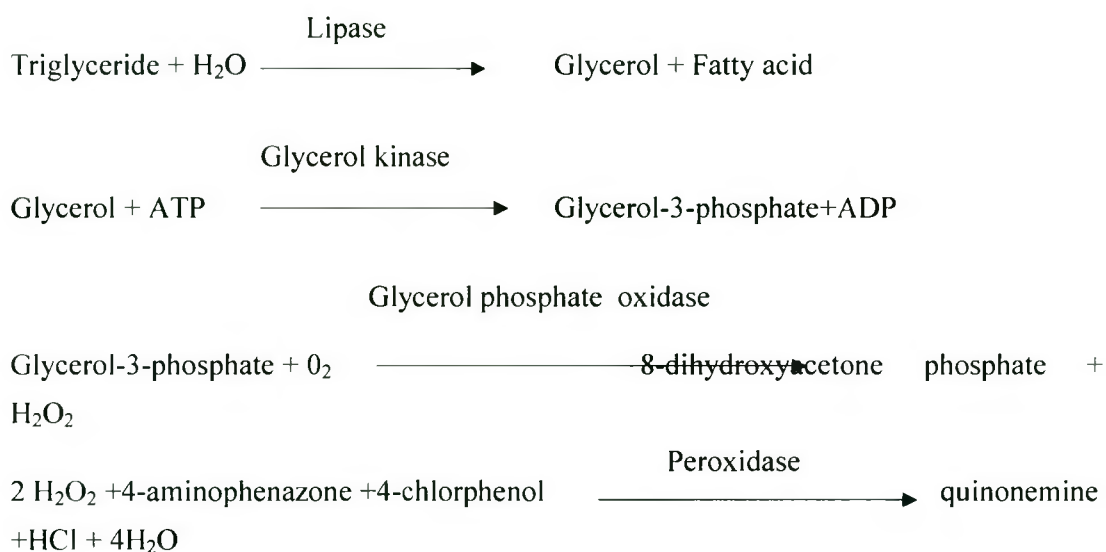 Lipase
Triglyceride + H₂O Glycerol + Fatty acid
Glycerol kinase
Glycerol + ATP Glycerol-3-phosphate+ADP
Glycerol phosphate oxidase
Glycerol-3-phosphate + 0₂ 8-dihydroxyacetone phosphate +
H₂O₂
Peroxidase
2 H₂O₂ +4-aminophenazone +4-chlorphenol quinonemine
+HCl + 4H₂O